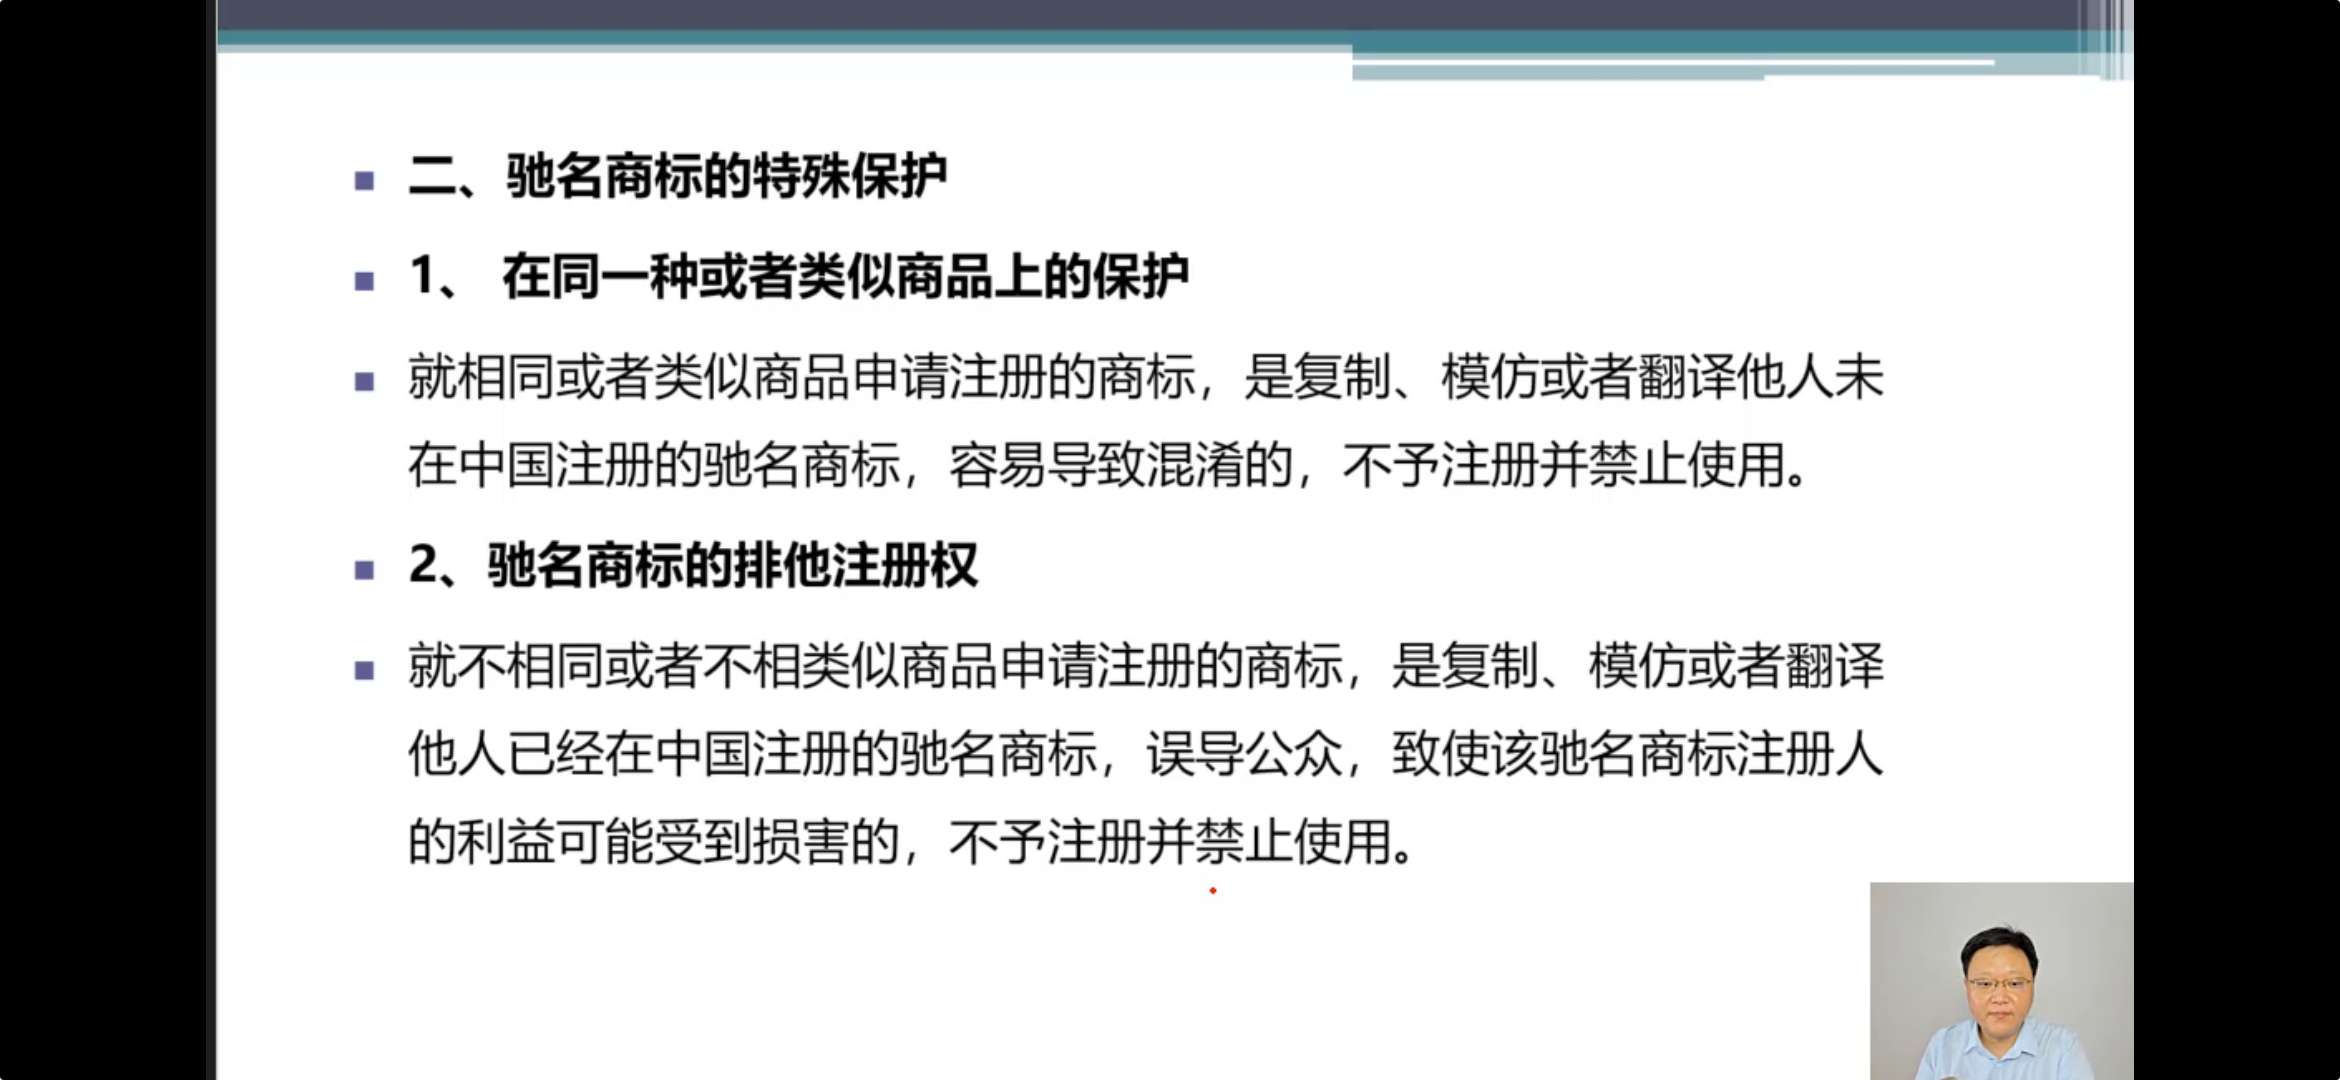 二、驰名商标的特殊保护
1、 在同一种或者类似商品上的保护
就相同或者类似商品申请注册的商标，是复制、模仿或者翻译他人未
在中国注册的驰名商标，容易导致混淆的，不予注册并禁止使用。
2、驰名商标的排他注册权
就不相同或者不相类似商品申请注册的商标，是复制、模仿或者翻译
他人已经在中国注册的驰名商标，误导公众，致使该驰名商标注册人
的利益可能受到损害的，不予注册并禁止使用。